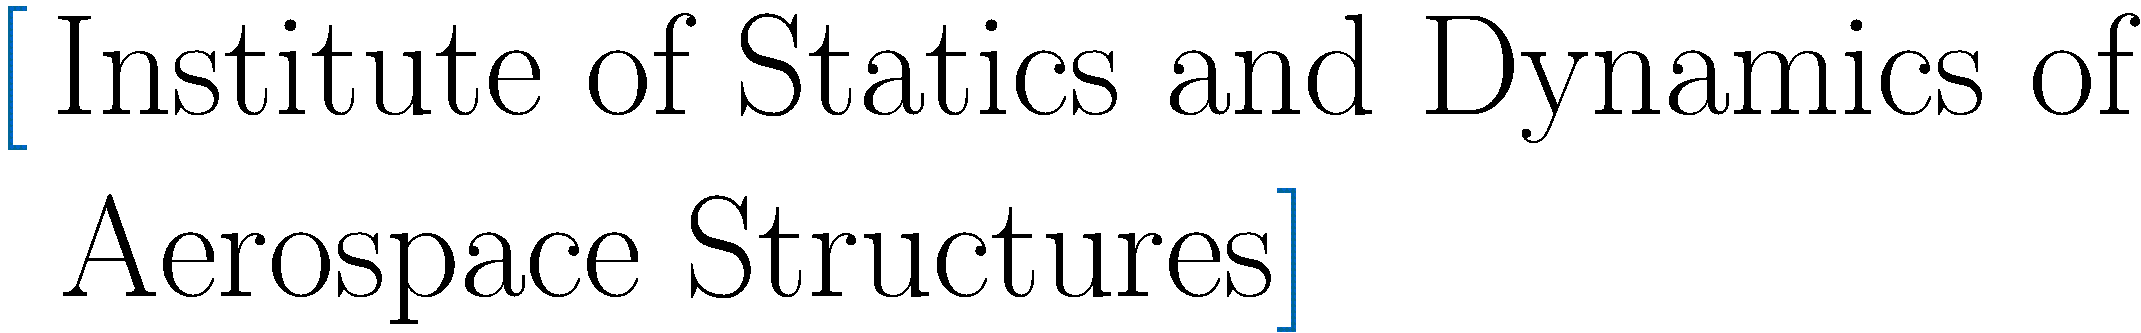 [Institute of Statics and Dynamics of
Aerospace Structures]